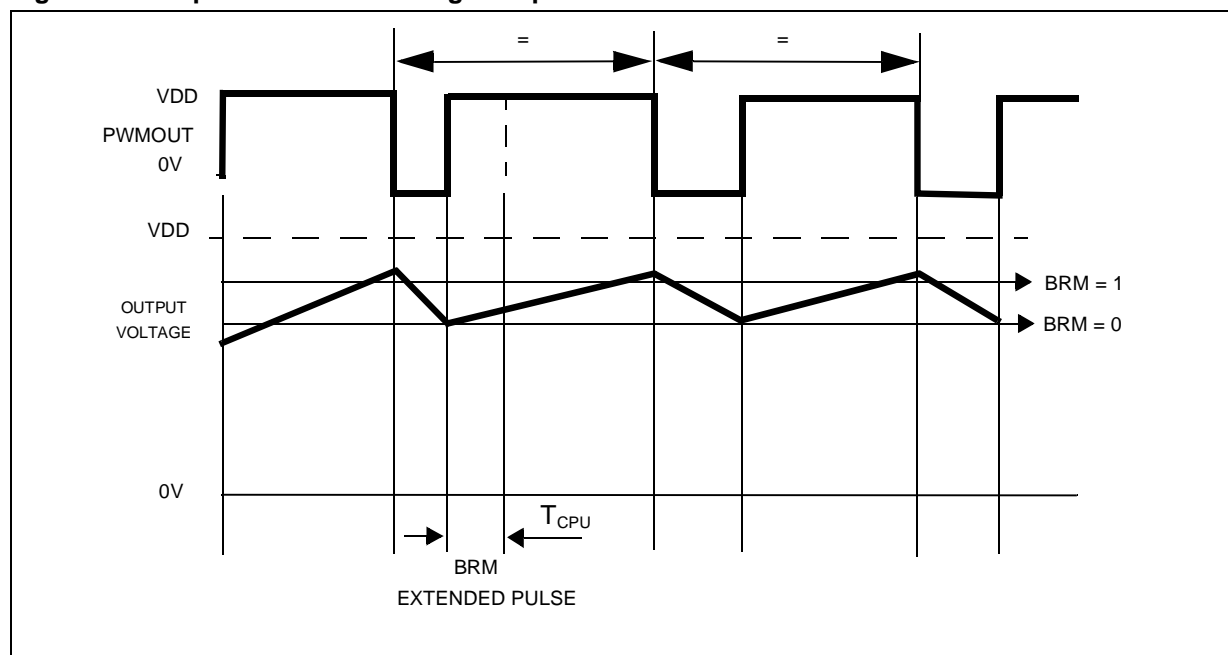 =
=
VDD
PWMOUT
0V
VDD
BRM = 1
OUTPUT
VOLTAGE
BRM = 0
0V
TCPU
BRM
EXTENDED PULSE